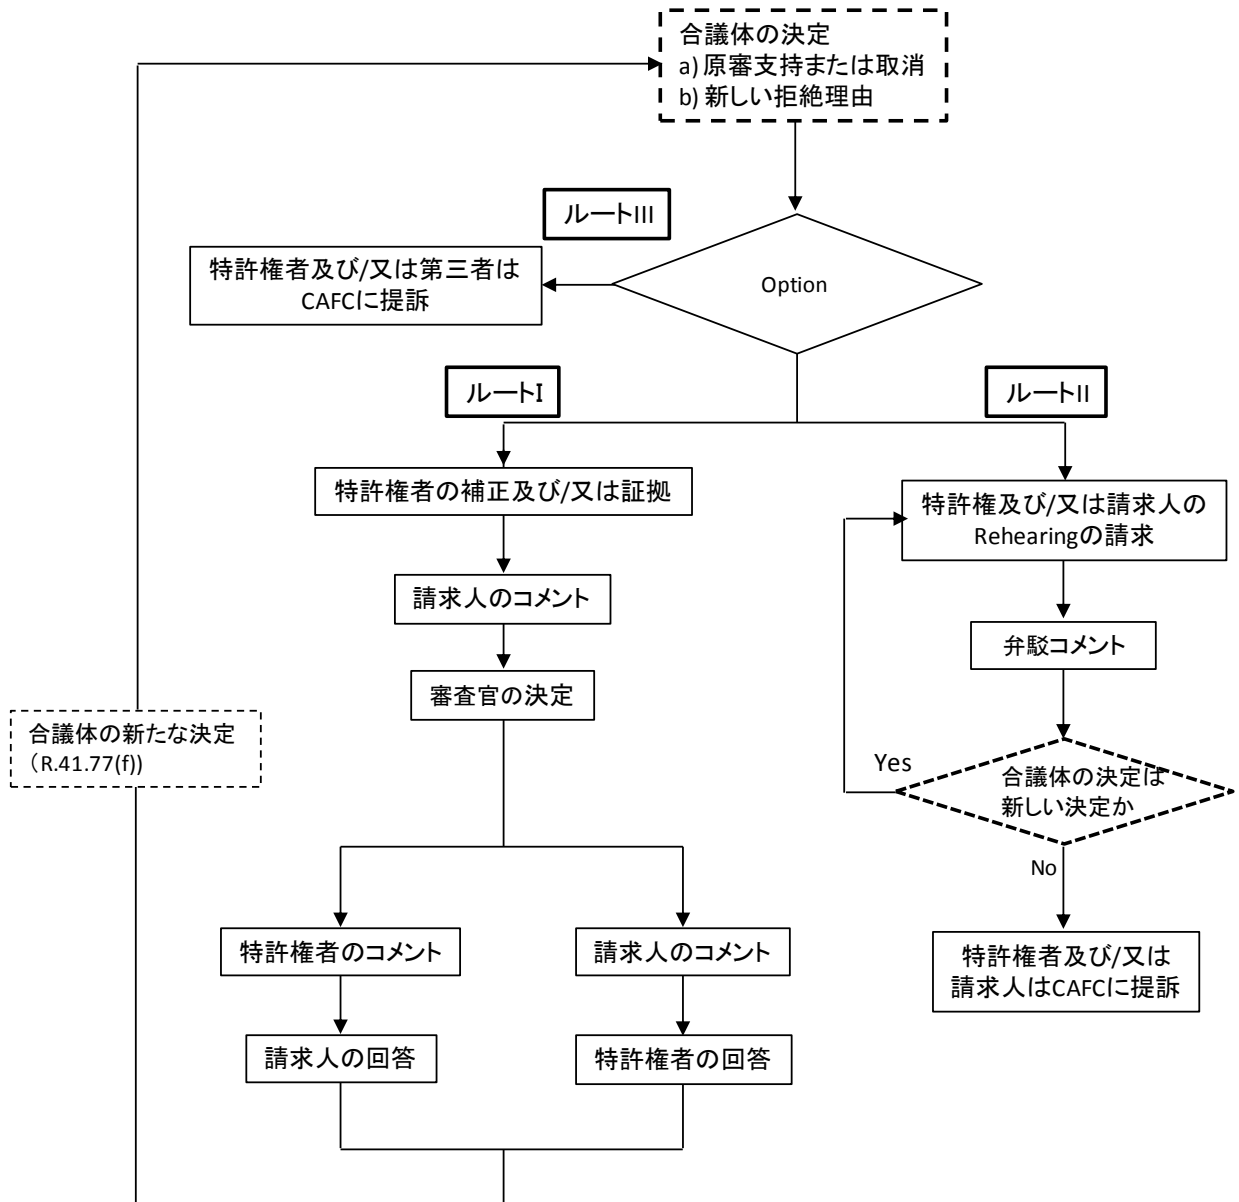 合議体の決定
a) 原審支持または取消
b) 新しい拒絶理由
ルートIII
特許権者及び/又は第三者は
CAFCに提訴
Option
ルートI
ルートII
特許権者の補正及び/又は証拠
特許権及び/又は請求人の
Rehearingの請求
請求人のコメント
弁駁コメント
審査官の決定
合議体の新たな決定
（R.41.77(f))
Yes
合議体の決定は
新しい決定か
No
特許権者のコメント
請求人のコメント
特許権者及び/又は
請求人はCAFCに提訴
請求人の回答
特許権者の回答